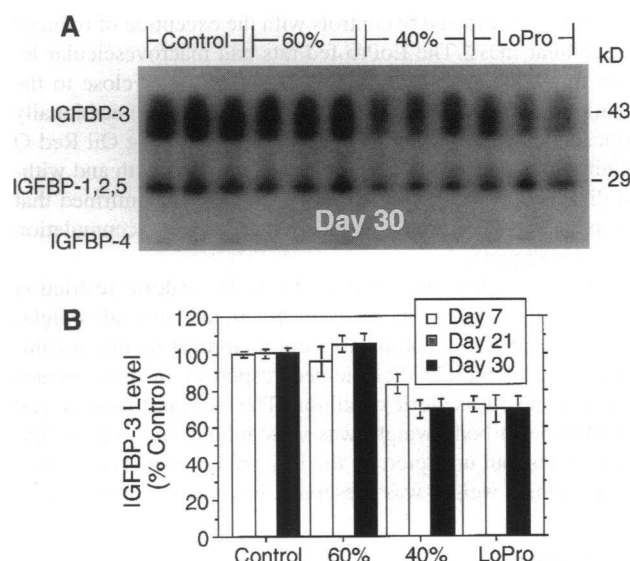 A
Control 60% 40% LoPro
kD
IGFBP-3 43
IGFBP-1,2,5 29
Day 30
IGFBP-4
B
IGFBP-3 Level
(% Control)
120
100
80
60
40
20
0
Day 7
Day 21
Day 30
Control 60% 40% LoPro